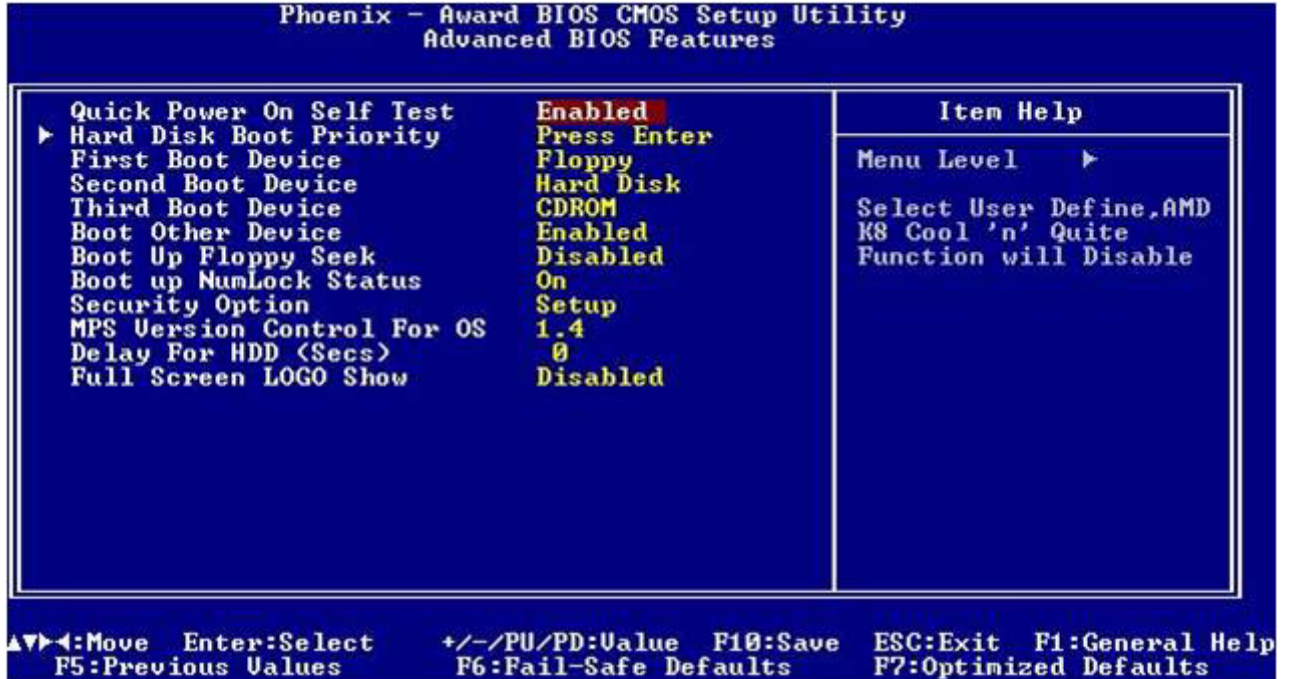 Phoenix - Award BIOS CMOS Setup Utility
Advanced BIOS Features
Quick Power On Self Test Enabled
Hard Disk Boot Priority Press Enter
First Boot Device Floppy
Second Boot Device Hard Disk
Third Boot Device CDROM
Boot Other Device Enabled
Boot Up Floppy Seek Disabled
Boot up NumLock Status On
Security Option Setup
MPS Version Control For OS 1.4
Delay For HDD (Secs) 0
Full Screen LOGO Show Disabled
Item Help
Menu Level
Select User Define,AMD
K8 Cool 'n' Quite
Function will Disable
:Move Enter:Select +/-/PU/PD:Value F10:Save ESC:Exit F1:General Help
F5:Previous Values F6:Fail-Safe Defaults F7:Optimized Defaults